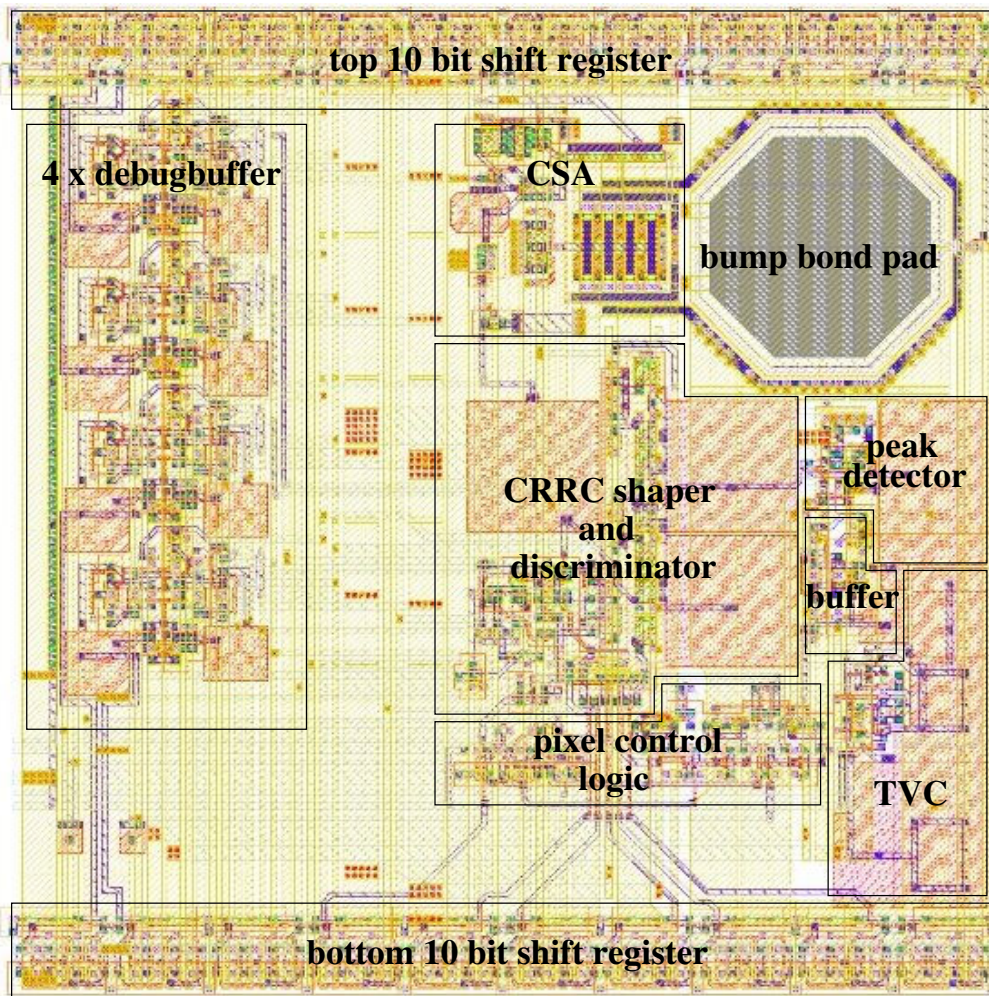 top 10 bit shift register
4 x debugbuffer
CSA
bump bond pad
peak
detector
CRRC shaper
and
discriminator
buffer
pixel control
logic
TVC
bottom 10 bit shift register